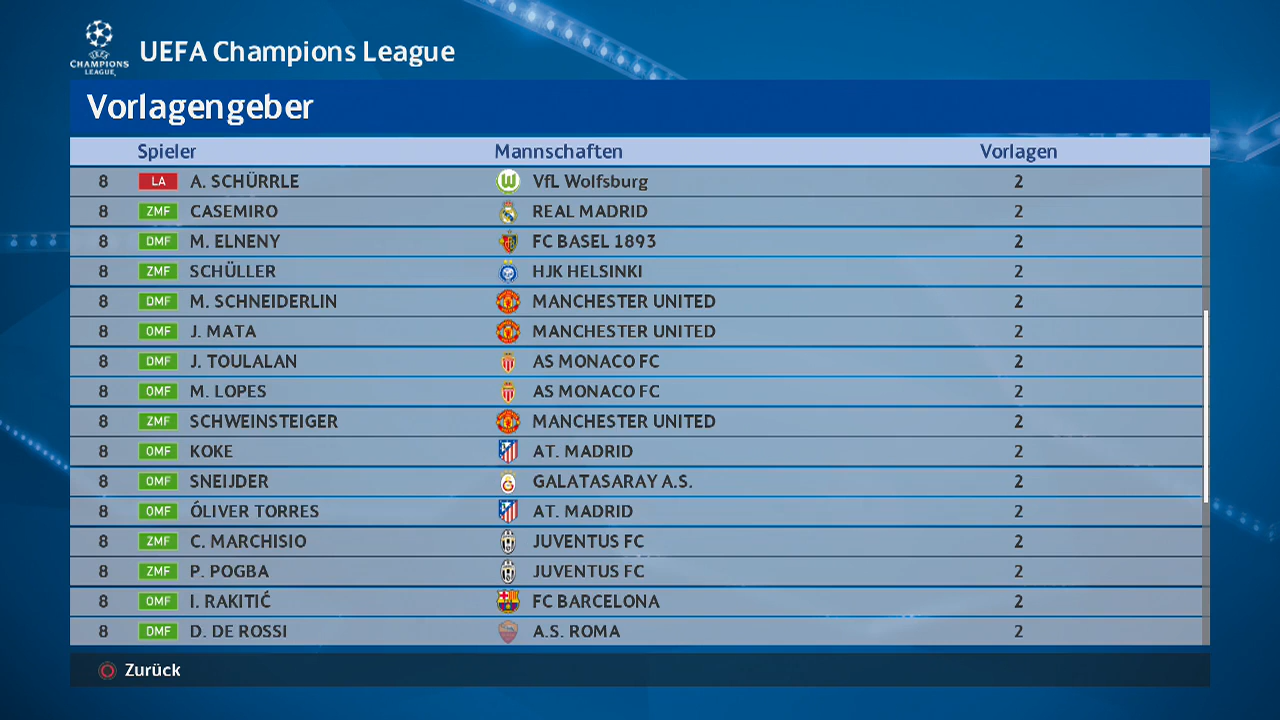 CHAMPIONS
LEAGUE
UEFA Champions League
Vorlagengeber
Spieler Mannschaften Vorlagen
8 LA A. SCHÜRRLE VfL Wolfsburg 2
8 ZMF CASEMIRO REAL MADRID 2
8 DMF M. ELNENY FC BASEL 1893 2
8 ZMF SCHÜLLER HJK HELSINKI 2
8 DMF M. SCHNEIDERLIN MANCHESTER UNITED 2
8 OMF J. MATA MANCHESTER UNITED 2
8 DMF J. TOULALAN AS MONACO FC 2
8 OMF M. LOPES AS MONACO FC 2
8 ZMF SCHWEINSTEIGER MANCHESTER UNITED 2
8 OMF KOKE AT. MADRID 2
8 OMF SNEIJDER GALATASARAY A.S. 2
8 OMF ÓLIVER TORRES AT. MADRID 2
8 ZMF C. MARCHISIO JUVENTUS FC 2
8 ZMF P. POGBA JUVENTUS FC 2
8 OMF I. RAKITIĆ FC BARCELONA 2
8 DMF D. DE ROSSI A.S. ROMA 2
Zurück